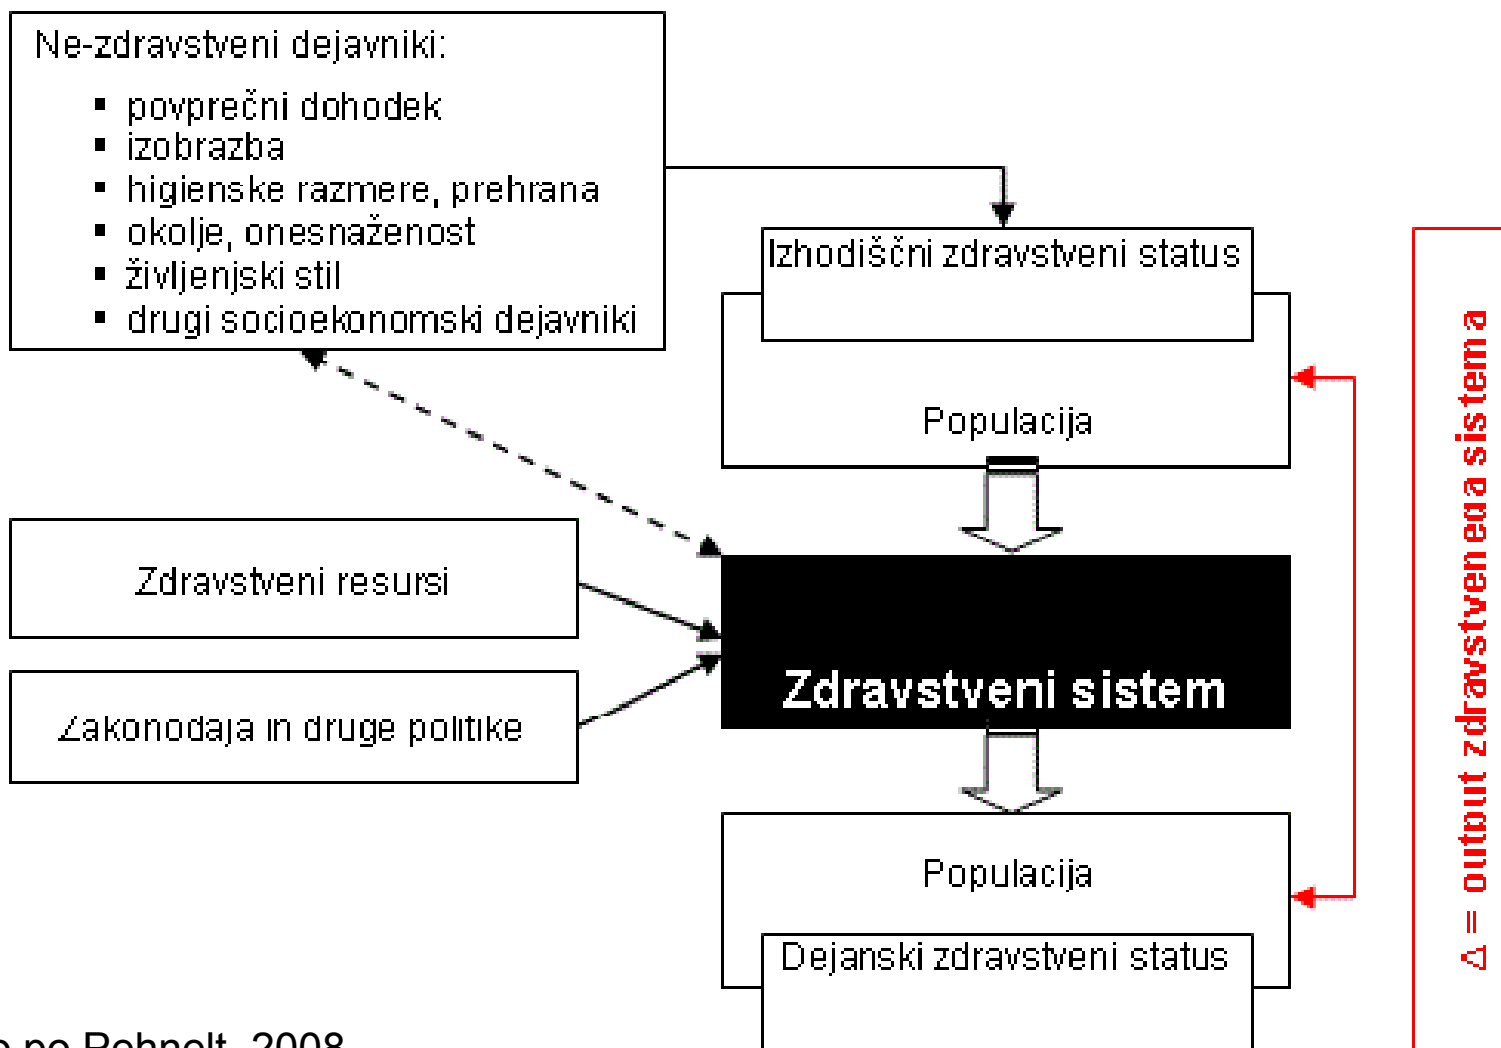 Ne-zdravstveni dejavniki:
▪ povprečni dohodek
▪ izobrazba
▪ higienske razmere, prehrana
▪ okolje, onesnaženost
▪ življenjski stil
▪ drugi socioekonomski dejavniki
Izhodiščni zdravstveni status
Populacija
Zdravstveni resursi
Zakonodaja in druge politike
Zdravstveni sistem
Populacija
Dejanski zdravstveni status
Δ = output zdravstvenega sistema
po Pohnolt, 2008